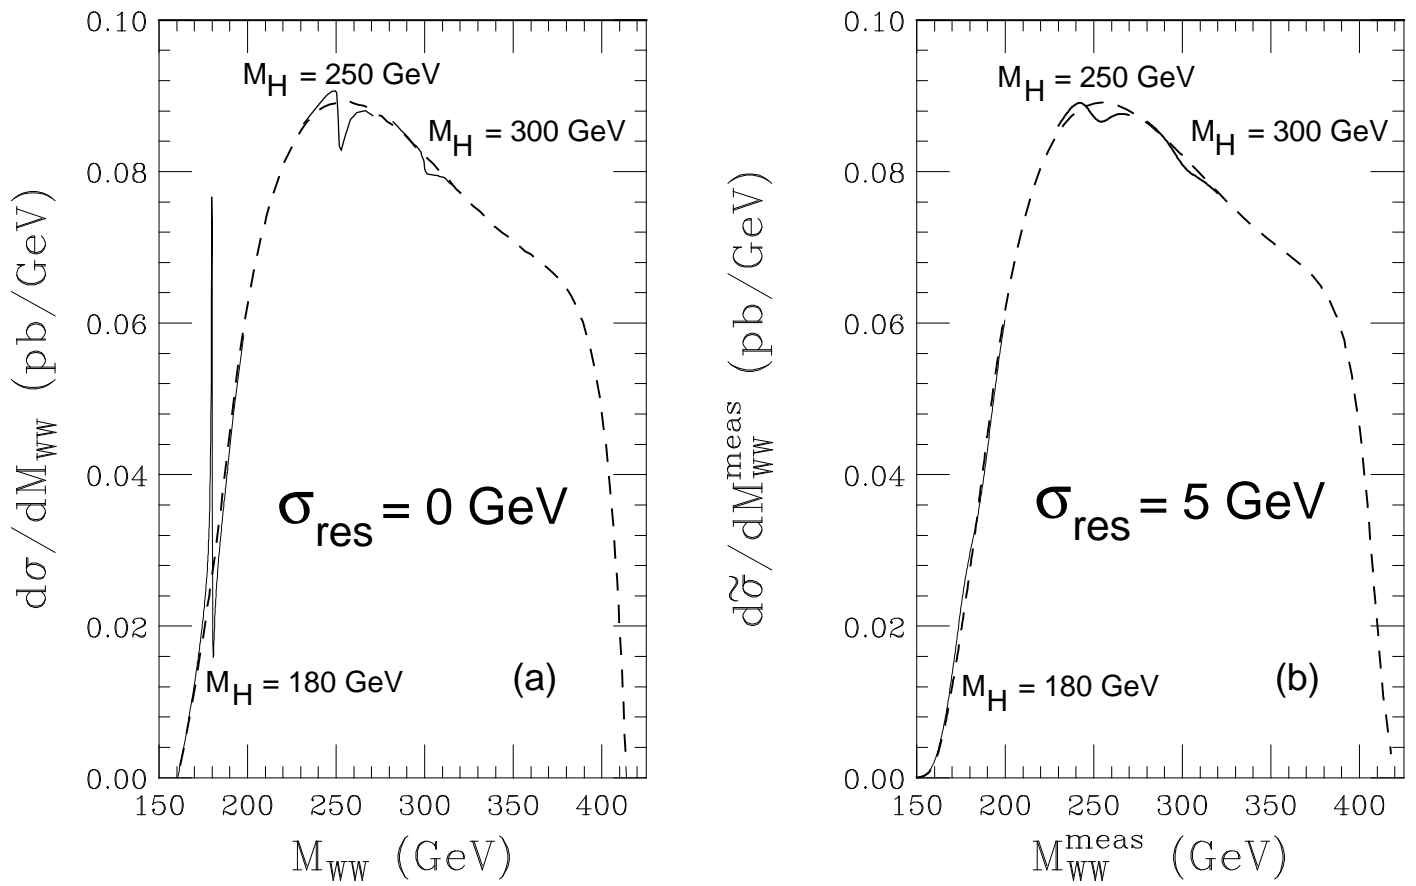 0.10
0.08
0.06
0.04
0.02
0.00
150 200 250 300 350 400
dσ/dM_WW (pb/GeV)
M_WW (GeV)
M_H = 250 GeV
M_H = 300 GeV
σ_res = 0 GeV
M_H = 180 GeV
(a)
0.10
0.08
0.06
0.04
0.02
0.00
150 200 250 300 350 400
dσ̃/dM_WW^meas (pb/GeV)
M_WW^meas (GeV)
M_H = 250 GeV
M_H = 300 GeV
σ_res = 5 GeV
M_H = 180 GeV
(b)